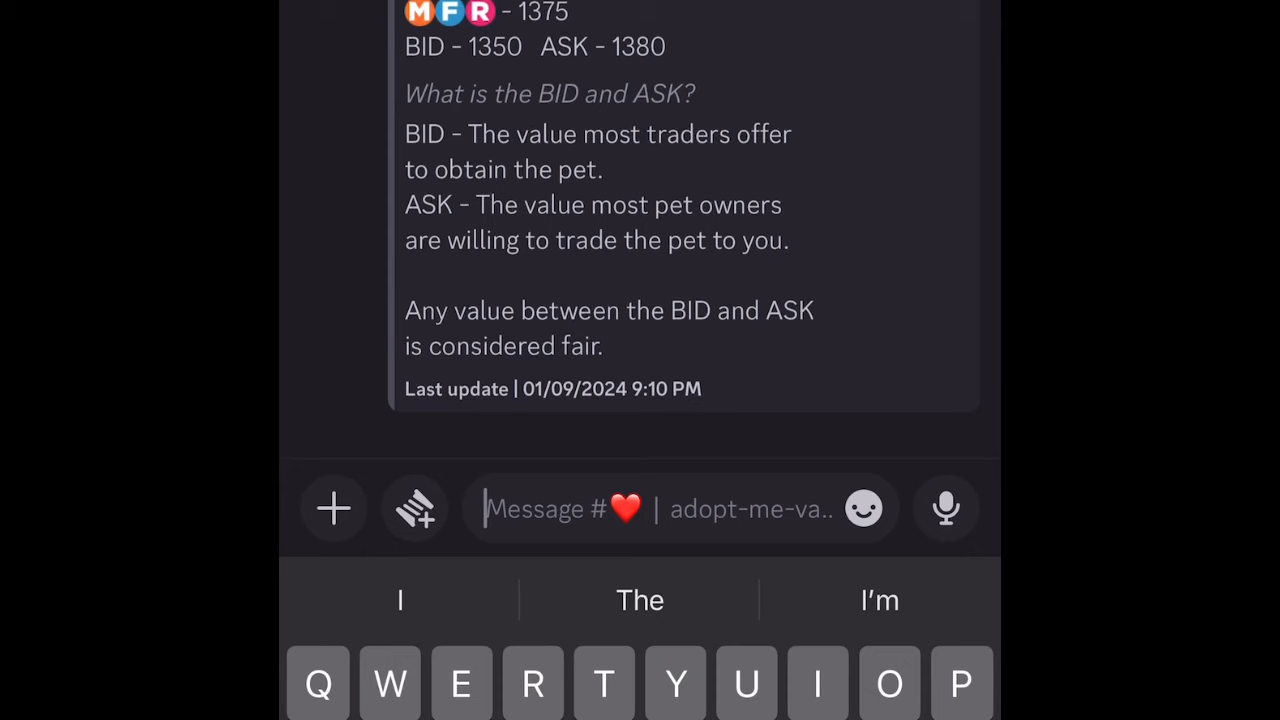 MFR - 1375
BID - 1350 ASK - 1380
What is the BID and ASK?
BID - The value most traders offer
to obtain the pet.
ASK - The value most pet owners
are willing to trade the pet to you.
Any value between the BID and ASK
is considered fair.
Last update | 01/09/2024 9:10 PM
Message #❤️ | adopt-me-va..
I The I'm
Q W E R T Y U I O P